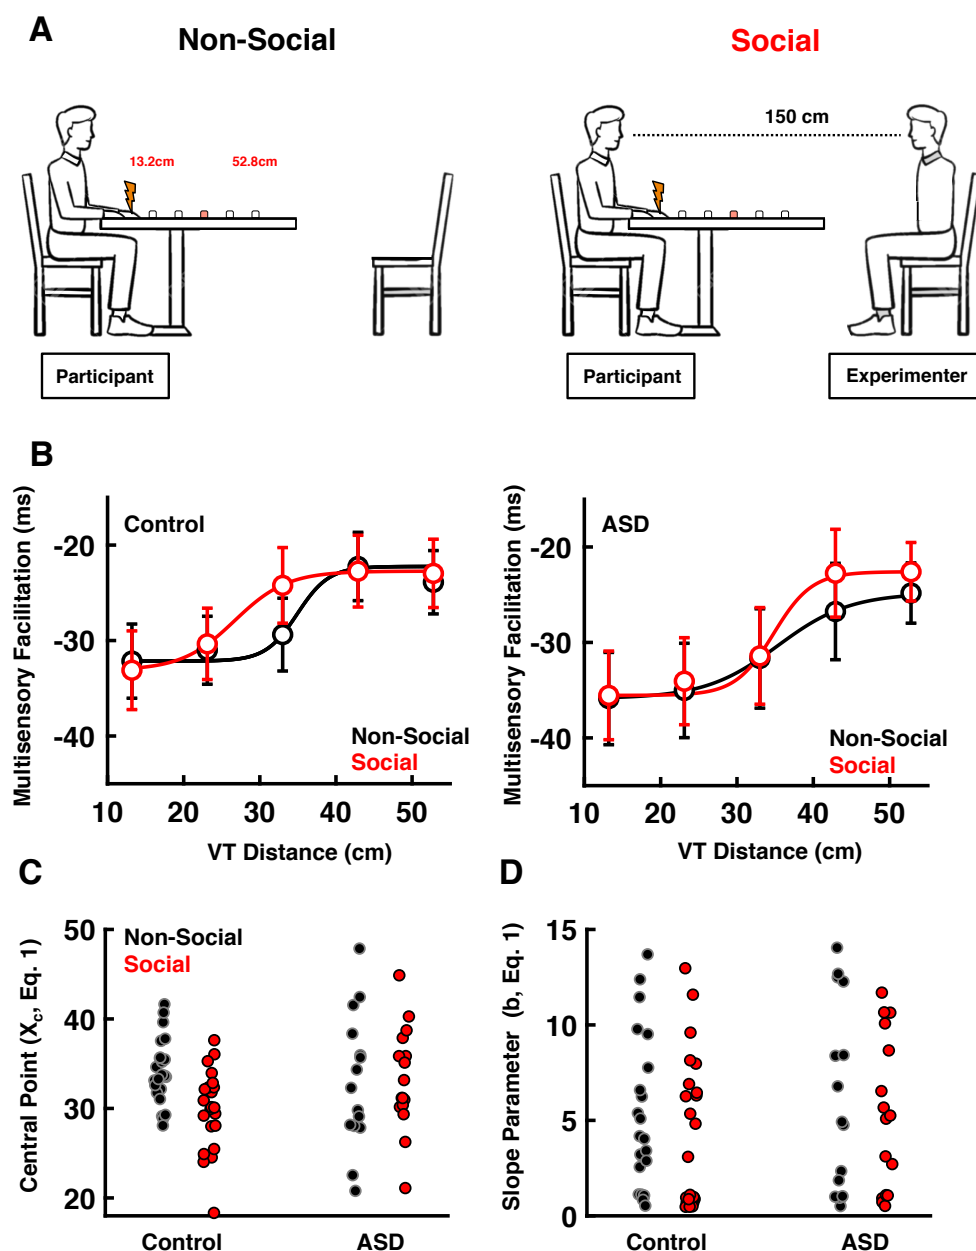 A
Non-Social
Social
150 cm
13.2cm
52.8cm
Participant
Participant
Experimenter
B
Multisensory Facilitation (ms)
-20
-30
-40
Control
Non-Social
Social
10 20 30 40 50
VT Distance (cm)
Multisensory Facilitation (ms)
-20
-30
-40
ASD
Non-Social
Social
10 20 30 40 50
VT Distance (cm)
C
Central Point (Xc, Eq. 1)
50
40
30
20
Non-Social
Social
Control ASD
D
Slope Parameter (b, Eq. 1)
15
10
5
0
Control ASD